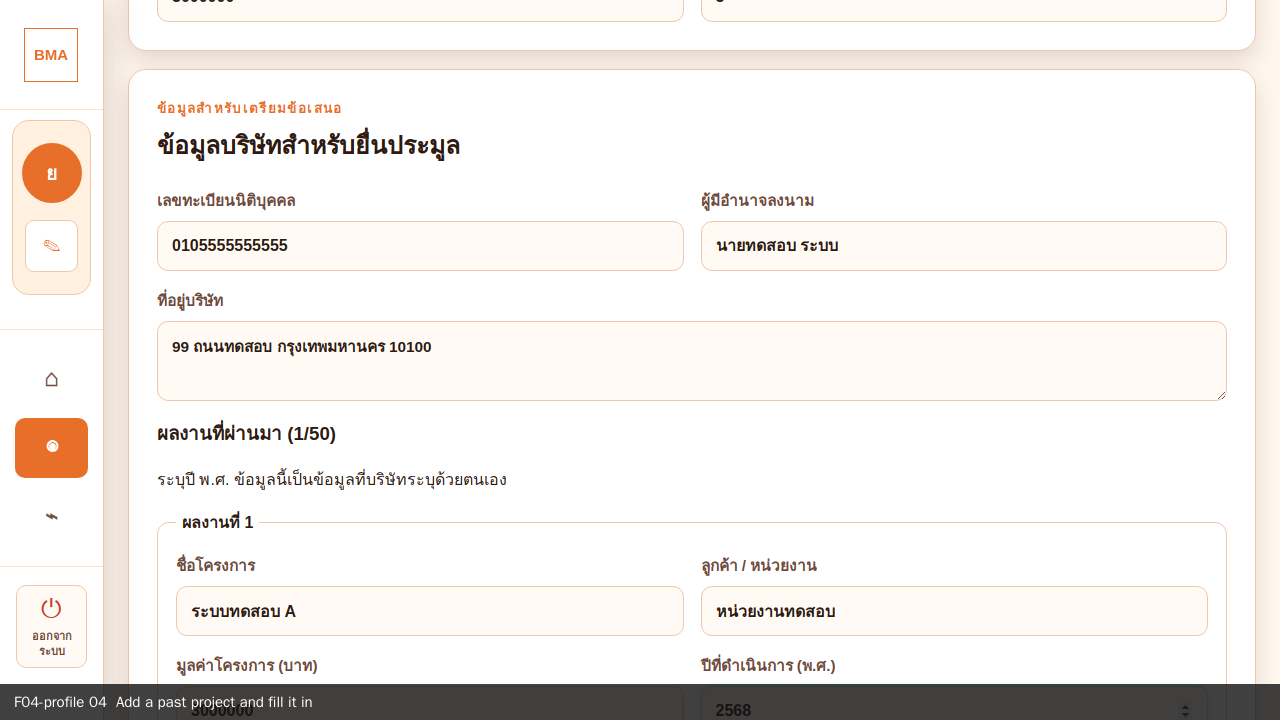 BMA
ย
ออกจาก
ระบบ
ข้อมูลสำหรับเตรียมข้อเสนอ
ข้อมูลบริษัทสำหรับยื่นประมูล
เลขทะเบียนนิติบุคคล
ผู้มีอำนาจลงนาม
0105555555555
นายทดสอบ ระบบ
ที่อยู่บริษัท
99 ถนนทดสอบ กรุงเทพมหานคร 10100
ผลงานที่ผ่านมา (1/50)
ระบุปี พ.ศ. ข้อมูลนี้เป็นข้อมูลที่บริษัทระบุด้วยตนเอง
ผลงานที่ 1
ชื่อโครงการ
ลูกค้า / หน่วยงาน
ระบบทดสอบ A
หน่วยงานทดสอบ
มูลค่าโครงการ (บาท)
ปีที่ดำเนินการ (พ.ศ.)
3000000
2568
F04-profile 04 Add a past project and fill it in